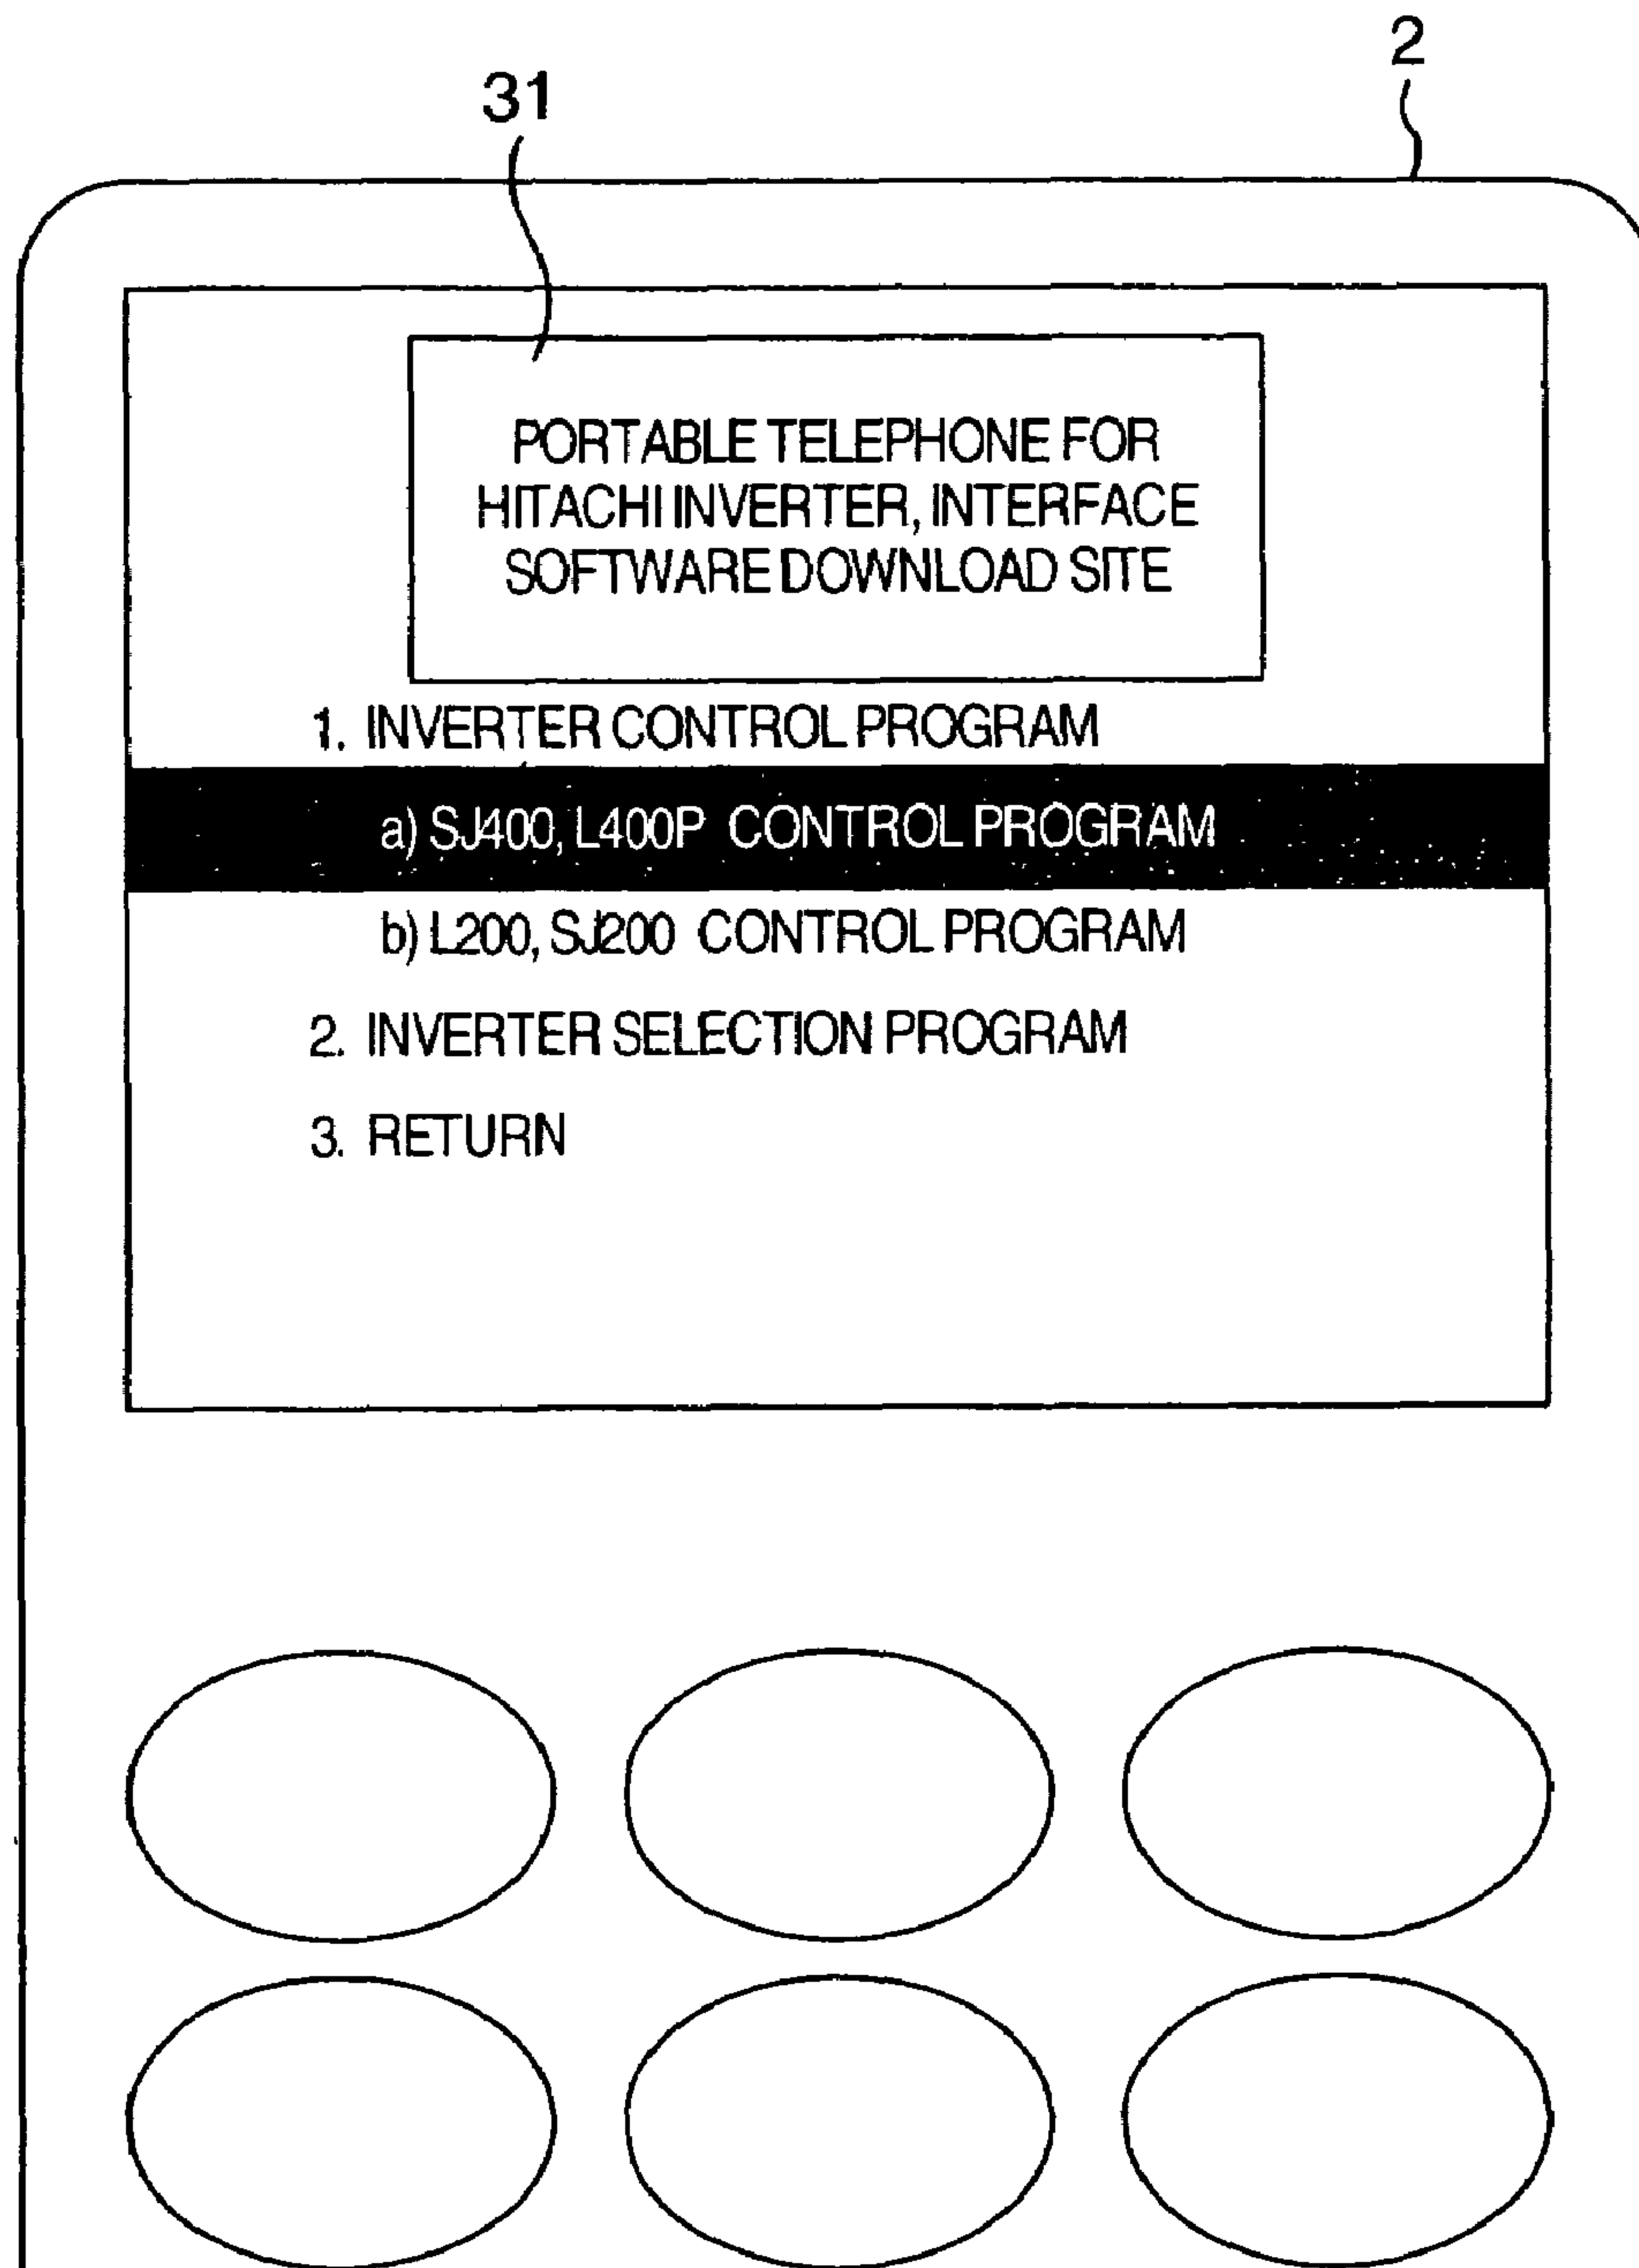 2
31
PORTABLE TELEPHONE FOR
HITACHI INVERTER, INTERFACE
SOFTWARE DOWNLOAD SITE
1. INVERTER CONTROL PROGRAM
a) SJ400, L400P CONTROL PROGRAM
b) L200, SJ200 CONTROL PROGRAM
2. INVERTER SELECTION PROGRAM
3. RETURN